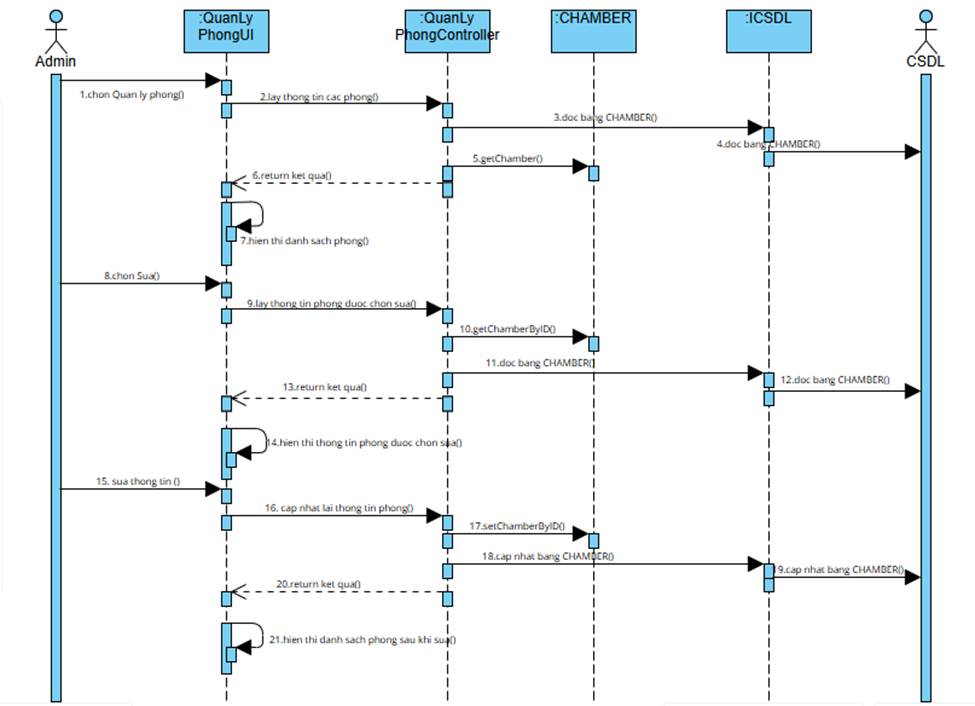 :QuanLy
PhongUI
:QuanLy
PhongController
:CHAMBER
:ICSDL
Admin
CSDL
1.chon Quan ly phong()
2.lay thong tin cac phong()
3.doc bang CHAMBER()
4.doc bang CHAMBER()
5.getChamber()
6.return ket qua()
7.hien thi danh sach phong()
8.chon Sua()
9.lay thong tin phong duoc chon sua()
10.getChamberByID()
11.doc bang CHAMBER()
12.doc bang CHAMBER()
13.return ket qua()
14.hien thi thong tin phong duoc chon sua()
15. sua thong tin ()
16. cap nhat lai thong tin phong()
17.setChamberByID()
18.cap nhat bang CHAMBER()
19.cap nhat bang CHAMBER()
20.return ket qua()
21.hien thi danh sach phong sau khi sua()